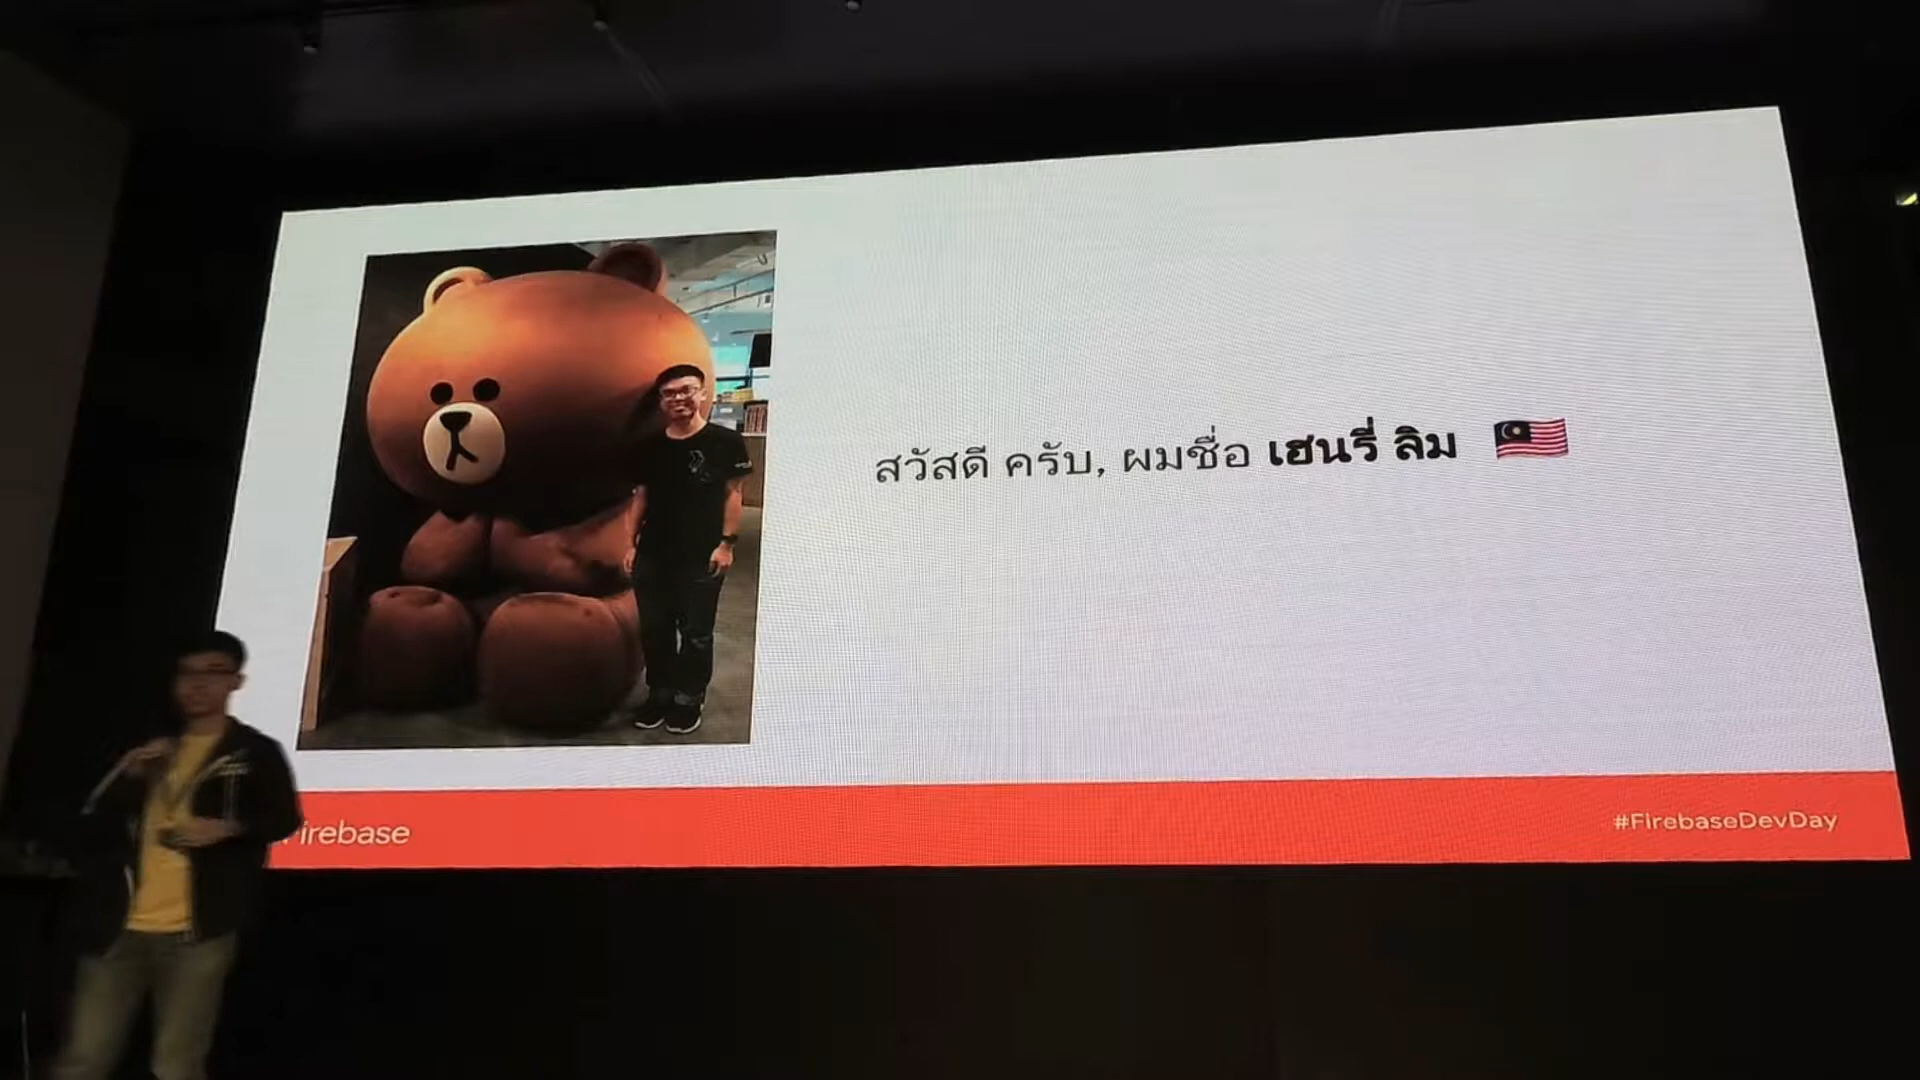 สวัสดี ครับ, ผมชื่อ เฮนรี่ ลิม
Firebase
#FirebaseDevDay